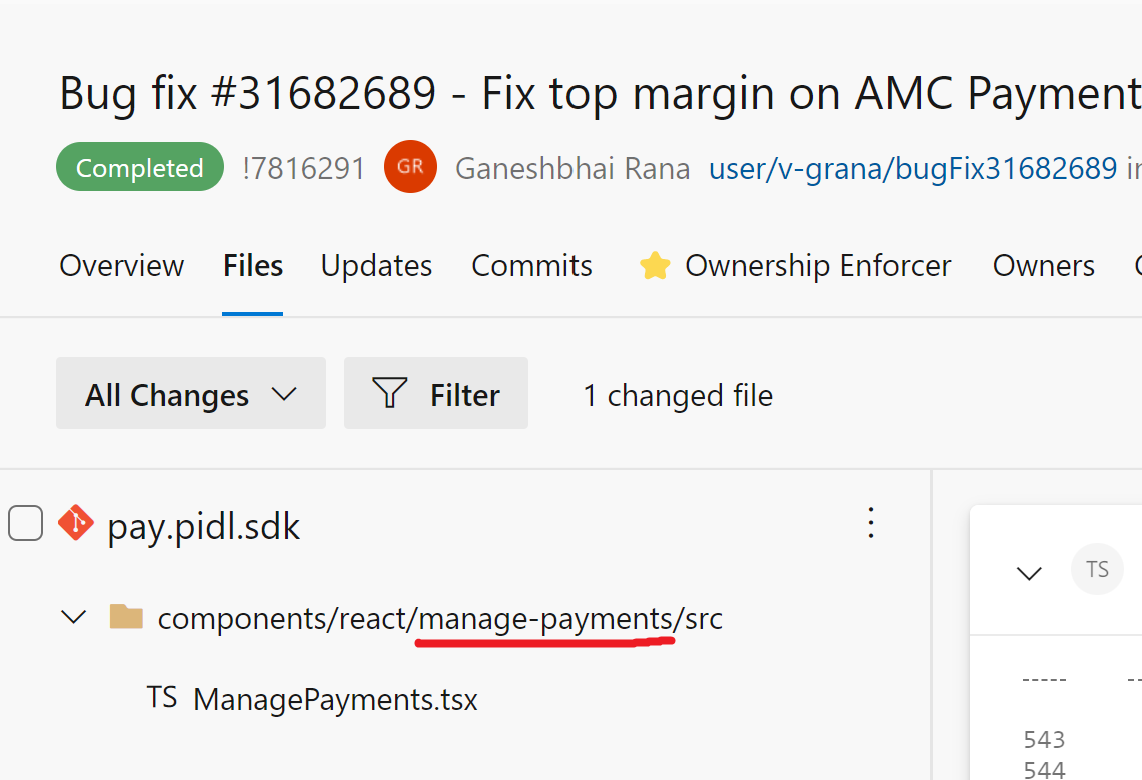 Bug fix #31682689 - Fix top margin on AMC Payment
Completed !7816291 GR Ganeshbhai Rana user/v-grana/bugFix31682689 in
Overview Files Updates Commits Ownership Enforcer Owners
All Changes Filter 1 changed file
pay.pidl.sdk
TS
components/react/manage-payments/src
TS ManagePayments.tsx
----- --
543
544